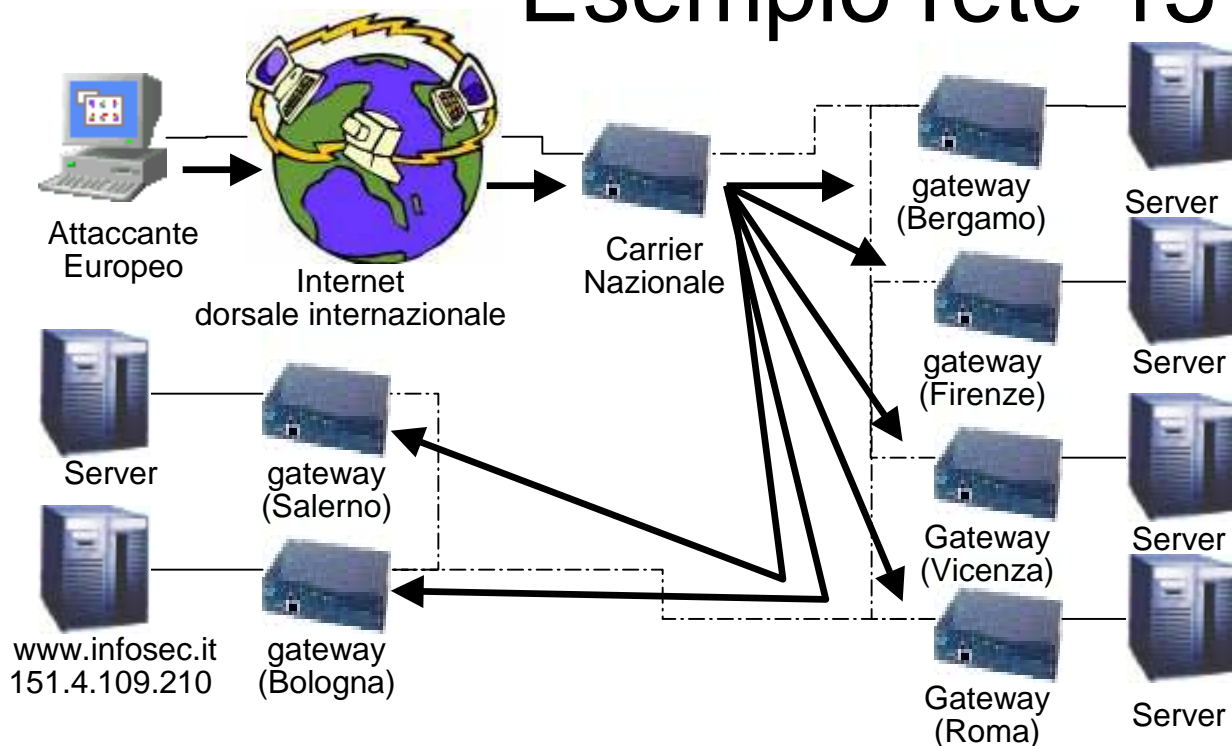 Esempio rete 15
Attaccante
Europeo
Internet
dorsale internazionale
Carrier
Nazionale
gateway
(Bergamo)
Server
gateway
(Firenze)
Server
Gateway
(Vicenza)
Server
Gateway
(Roma)
Server
Server
gateway
(Salerno)
www.infosec.it
151.4.109.210
gateway
(Bologna)